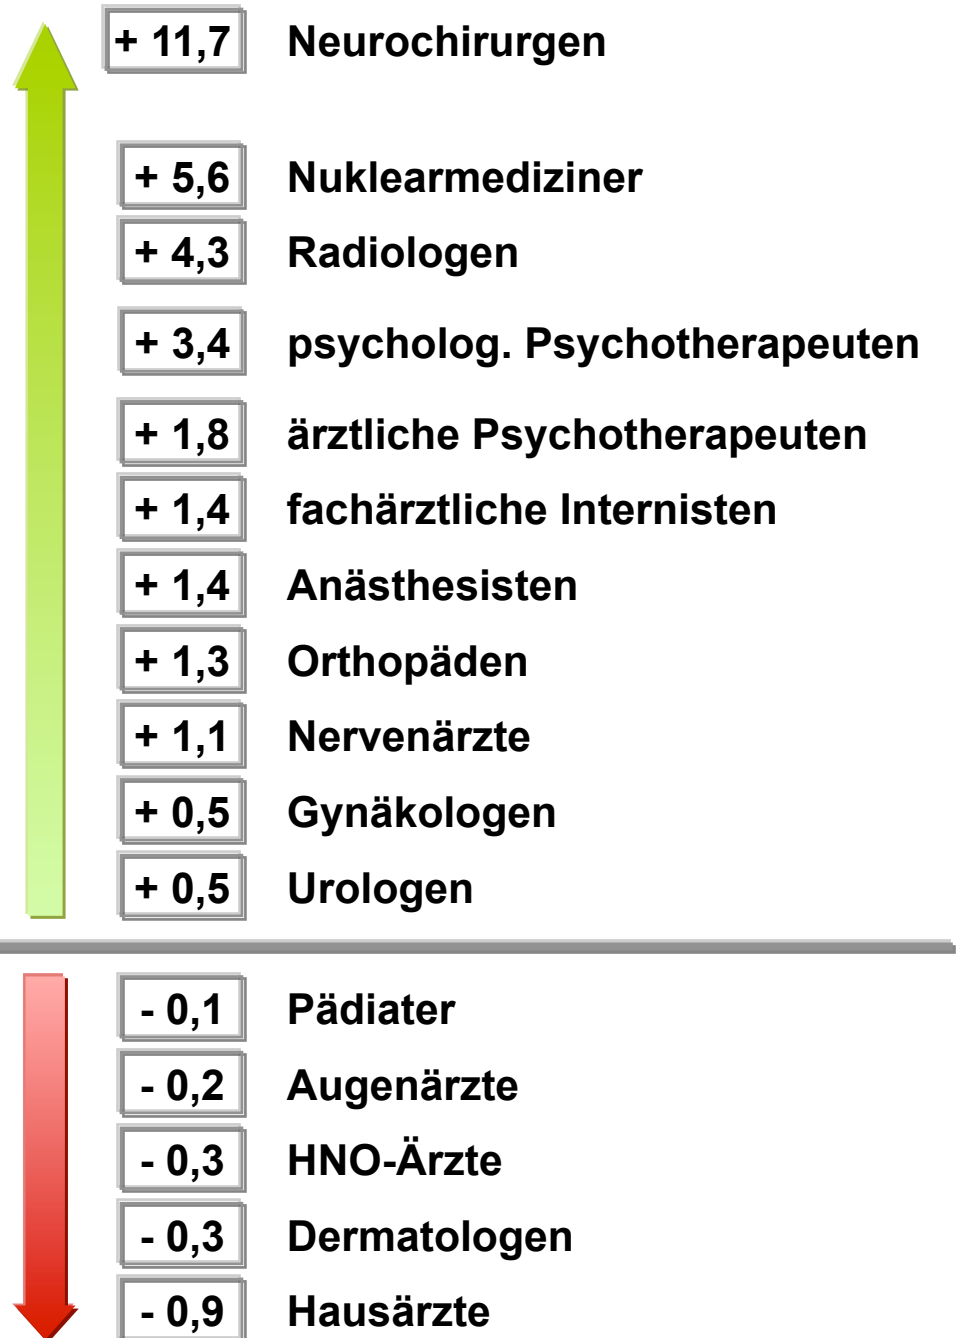 + 11,7 Neurochirurgen
+ 5,6 Nuklearmediziner
+ 4,3 Radiologen
+ 3,4 psycholog. Psychotherapeuten
+ 1,8 ärztliche Psychotherapeuten
+ 1,4 fachärztliche Internisten
+ 1,4 Anästhesisten
+ 1,3 Orthopäden
+ 1,1 Nervenärzte
+ 0,5 Gynäkologen
+ 0,5 Urologen
- 0,1 Pädiater
- 0,2 Augenärzte
- 0,3 HNO-Ärzte
- 0,3 Dermatologen
- 0,9 Hausärzte